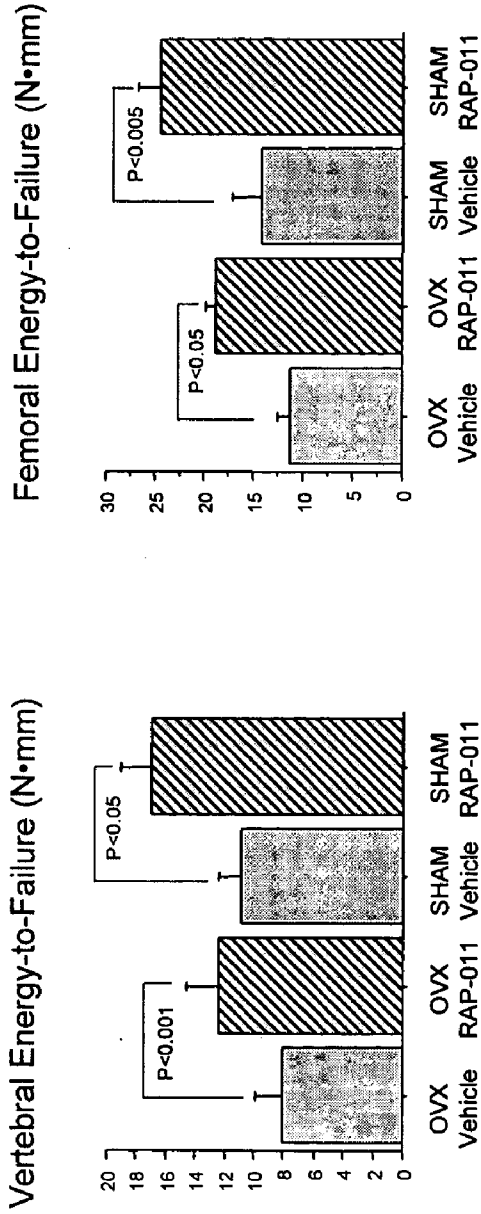 Vertebral Energy-to-Failure (N•mm)
20
18
16
14
12
10
8
6
4
2
0
P<0.001
P<0.05
OVX
Vehicle
OVX
RAP-011
SHAM
Vehicle
SHAM
RAP-011
Femoral Energy-to-Failure (N•mm)
30
25
20
15
10
5
0
P<0.05
P<0.005
OVX
Vehicle
OVX
RAP-011
SHAM
Vehicle
SHAM
RAP-011